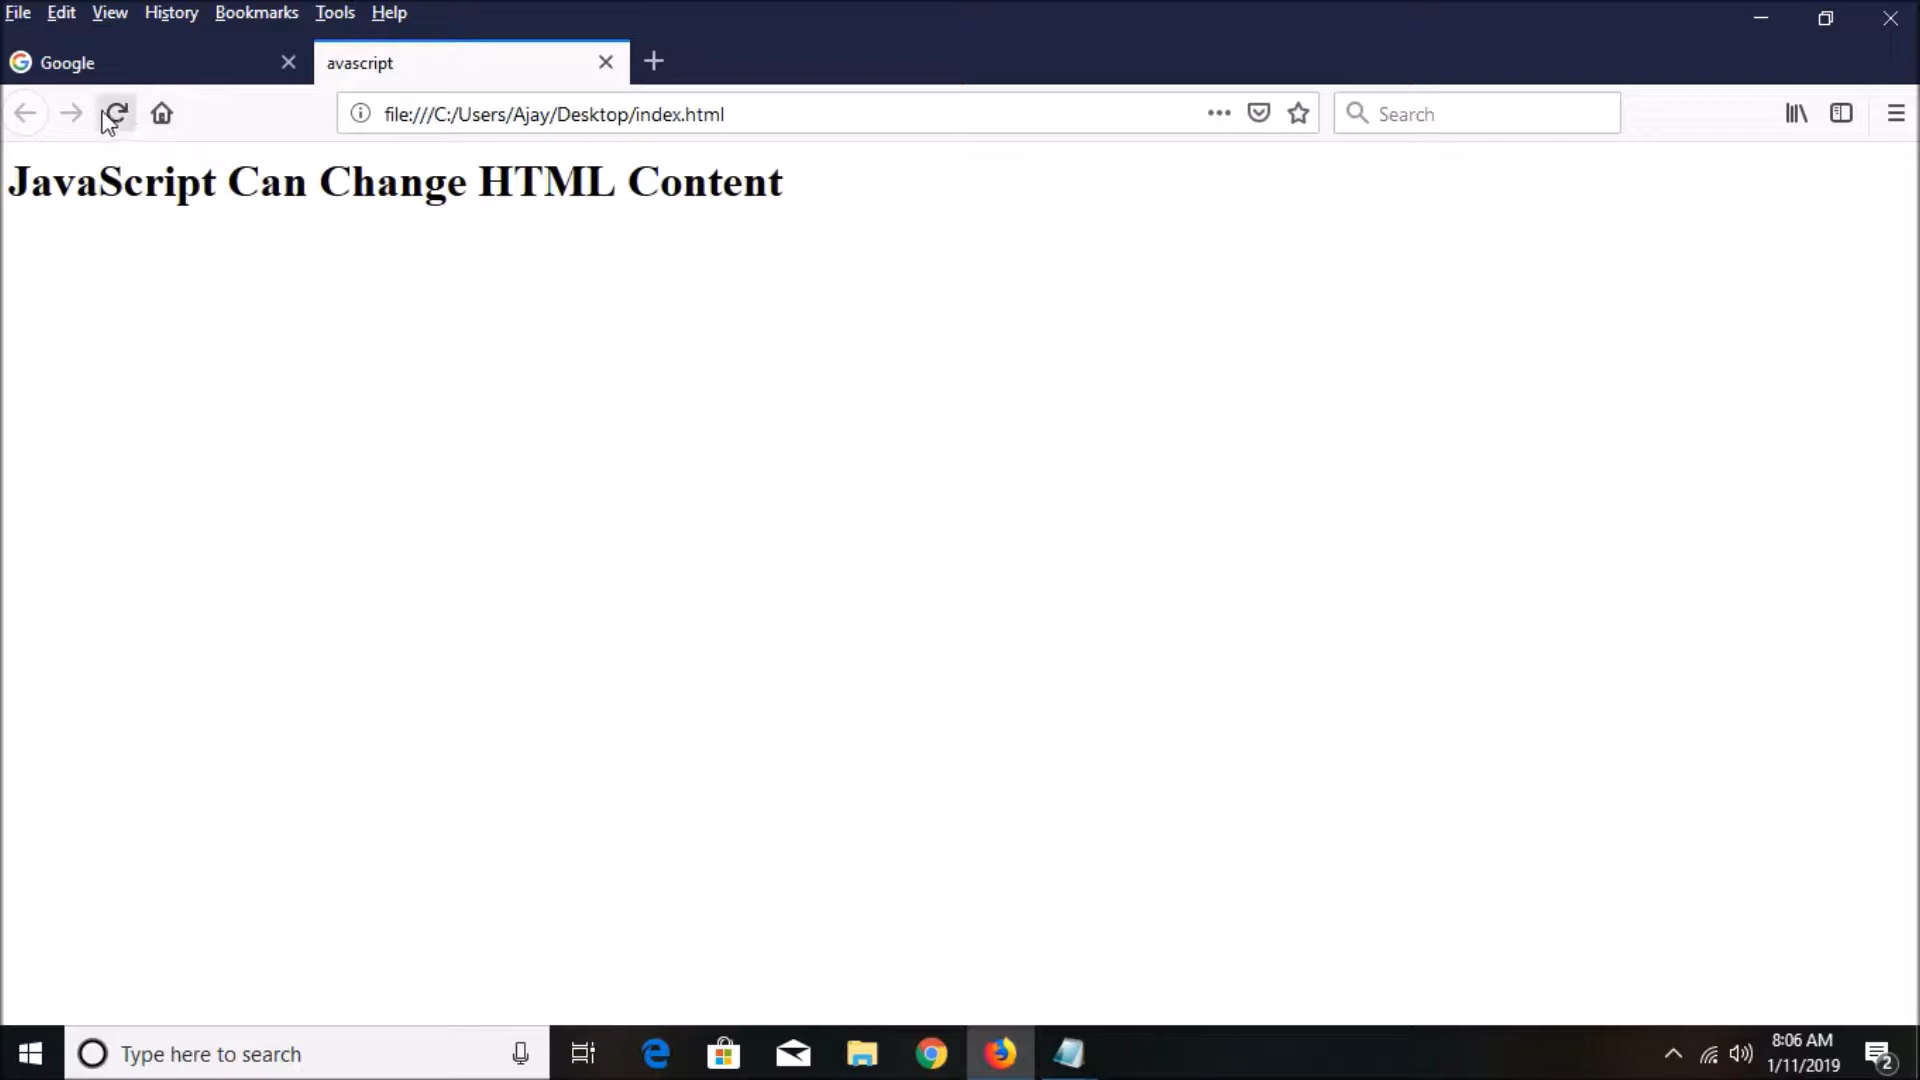 File Edit View History Bookmarks Tools Help
Google
avascript
file:///C:/Users/Ajay/Desktop/index.html
Search
JavaScript Can Change HTML Content
Type here to search
8:06 AM
1/11/2019
2